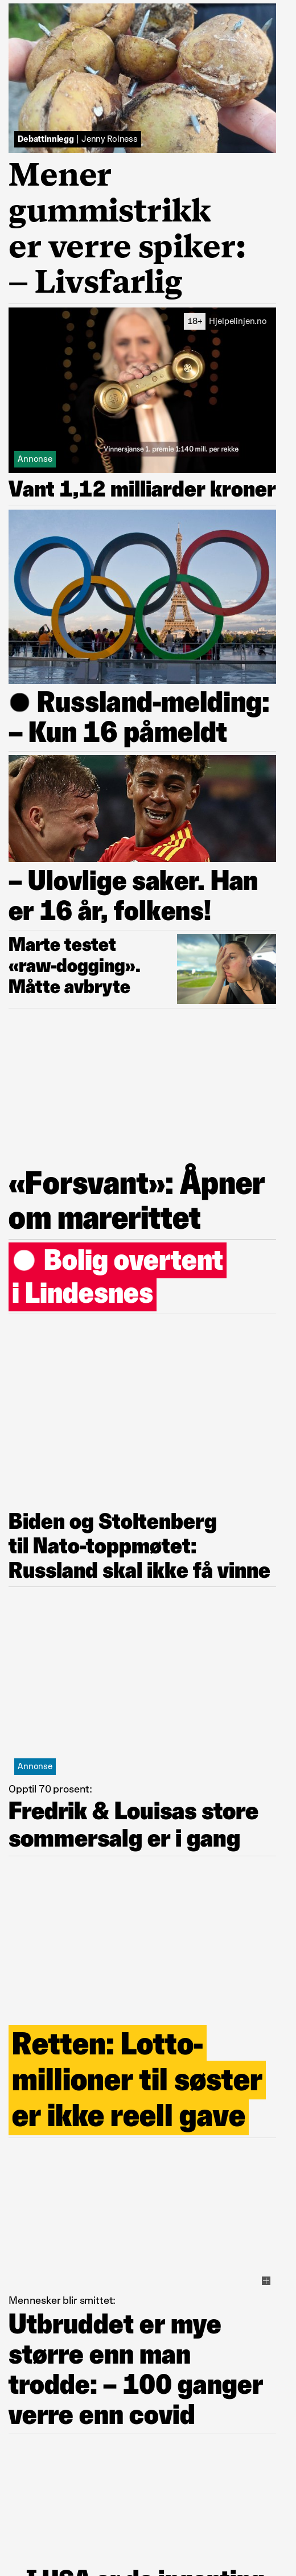 Debattinnlegg | Jenny Rolness
Mener
gummistrikk
er verre spiker:
– Livsfarlig
18+ Hjelpelinjen.no
Vinnersjanse 1. premie 1:140 mill. per rekke
Annonse
Vant 1,12 milliarder kroner
● Russland-melding:
– Kun 16 påmeldt
– Ulovlige saker. Han
er 16 år, folkens!
Marte testet
«raw-dogging».
Måtte avbryte
«Forsvant»: Åpner
om marerittet
● Bolig overtent
i Lindesnes
Biden og Stoltenberg
til Nato-toppmøtet:
Russland skal ikke få vinne
Annonse
Opptil 70 prosent:
Fredrik & Louisas store
sommersalg er i gang
Retten: Lotto-
millioner til søster
er ikke reell gave
Mennesker blir smittet:
Utbruddet er mye
større enn man
trodde: – 100 ganger
verre enn covid